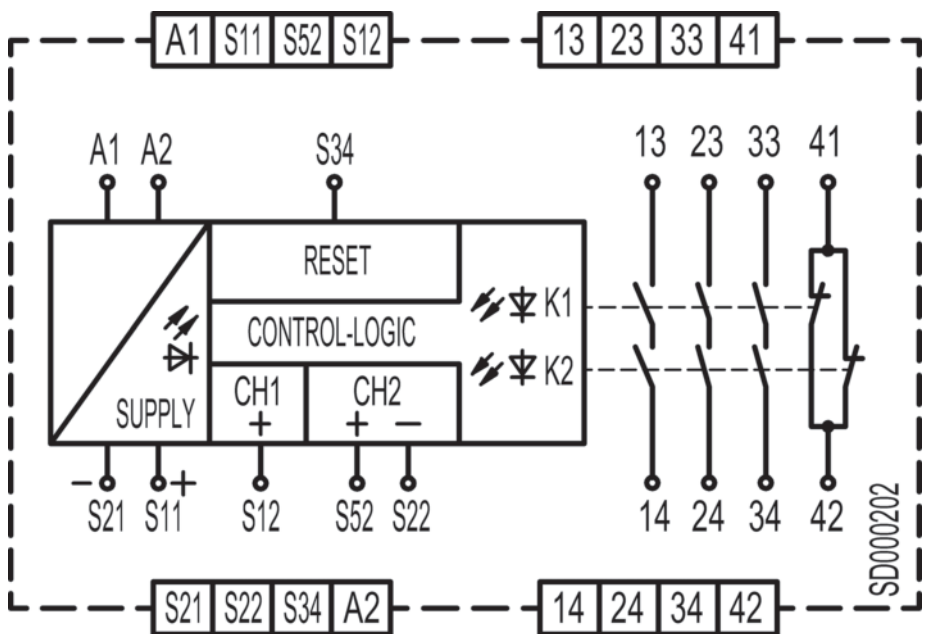 A1 S11 S52 S12 13 23 33 41
A1 A2 S34 13 23 33 41
RESET
K1
CONTROL-LOGIC
K2
CH1 CH2
SUPPLY + + -
- S21 S11 + S12 S52 S22 14 24 34 42
SD000202
S21 S22 S34 A2 14 24 34 42